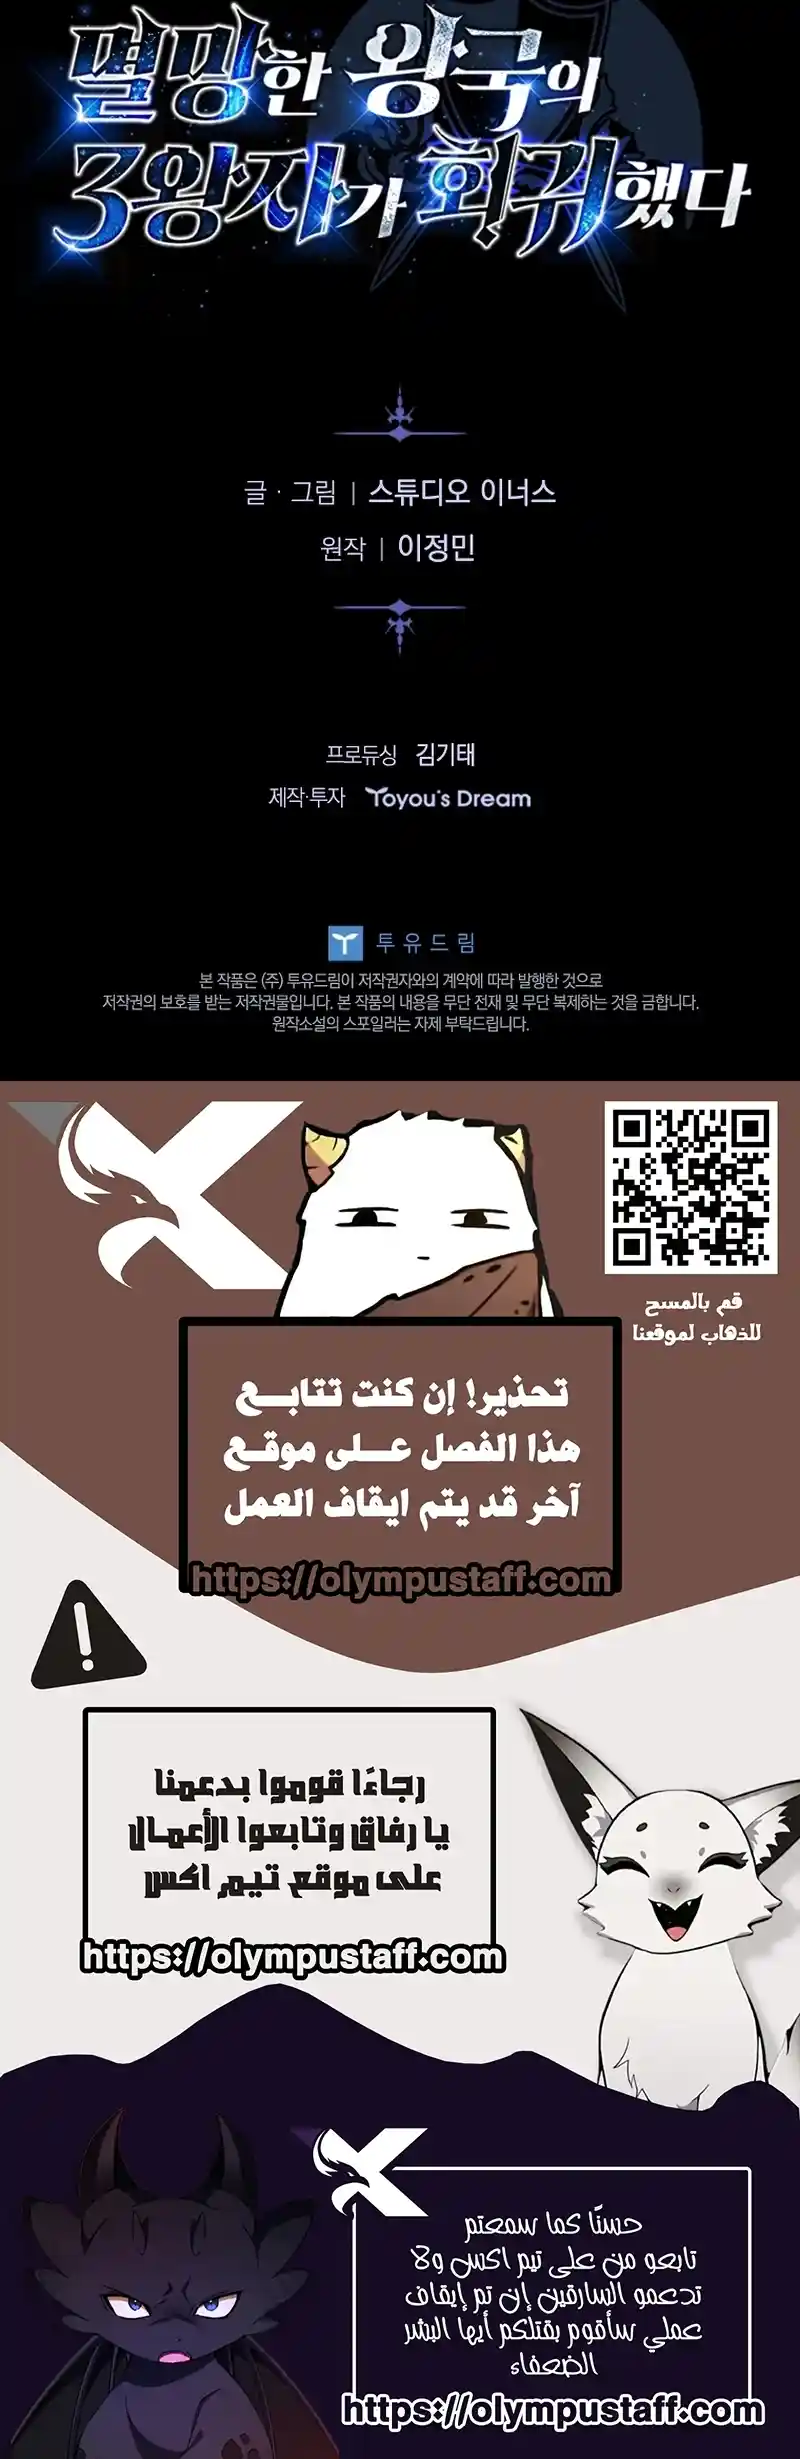 멸망한 왕국의
3왕자가 회귀했다
글 · 그림 | 스튜디오 이너스
원작 | 이정민
프로듀싱 김기태
제작·투자 Toyou's Dream
투유드림
본 작품은 (주) 투유드림이 저작권자와의 계약에 따라 발행한 것으로
저작권의 보호를 받는 저작권물입니다. 본 작품의 내용을 무단 전재 및 무단 복제하는 것을 금합니다.
원작소설의 스포일러는 자제 부탁드립니다.
قم بالمسح
للذهاب لموقعنا
تحذير! إن كنت تتابع
هذا الفصل على موقع
آخر قد يتم ايقاف العمل
https://olympustaff.com
رجاءًا قوموا بدعمنا
يا رفاق وتابعوا الأعمال
على موقع تيم اكس
https://olympustaff.com
حسنًا كما سمعتم
تابعو من على تيم اكس ولا
تدعمو السارقين إن تم إيقاف
عملي سأقوم بقتلكم أيها البشر
الضعفاء
https://olympustaff.com